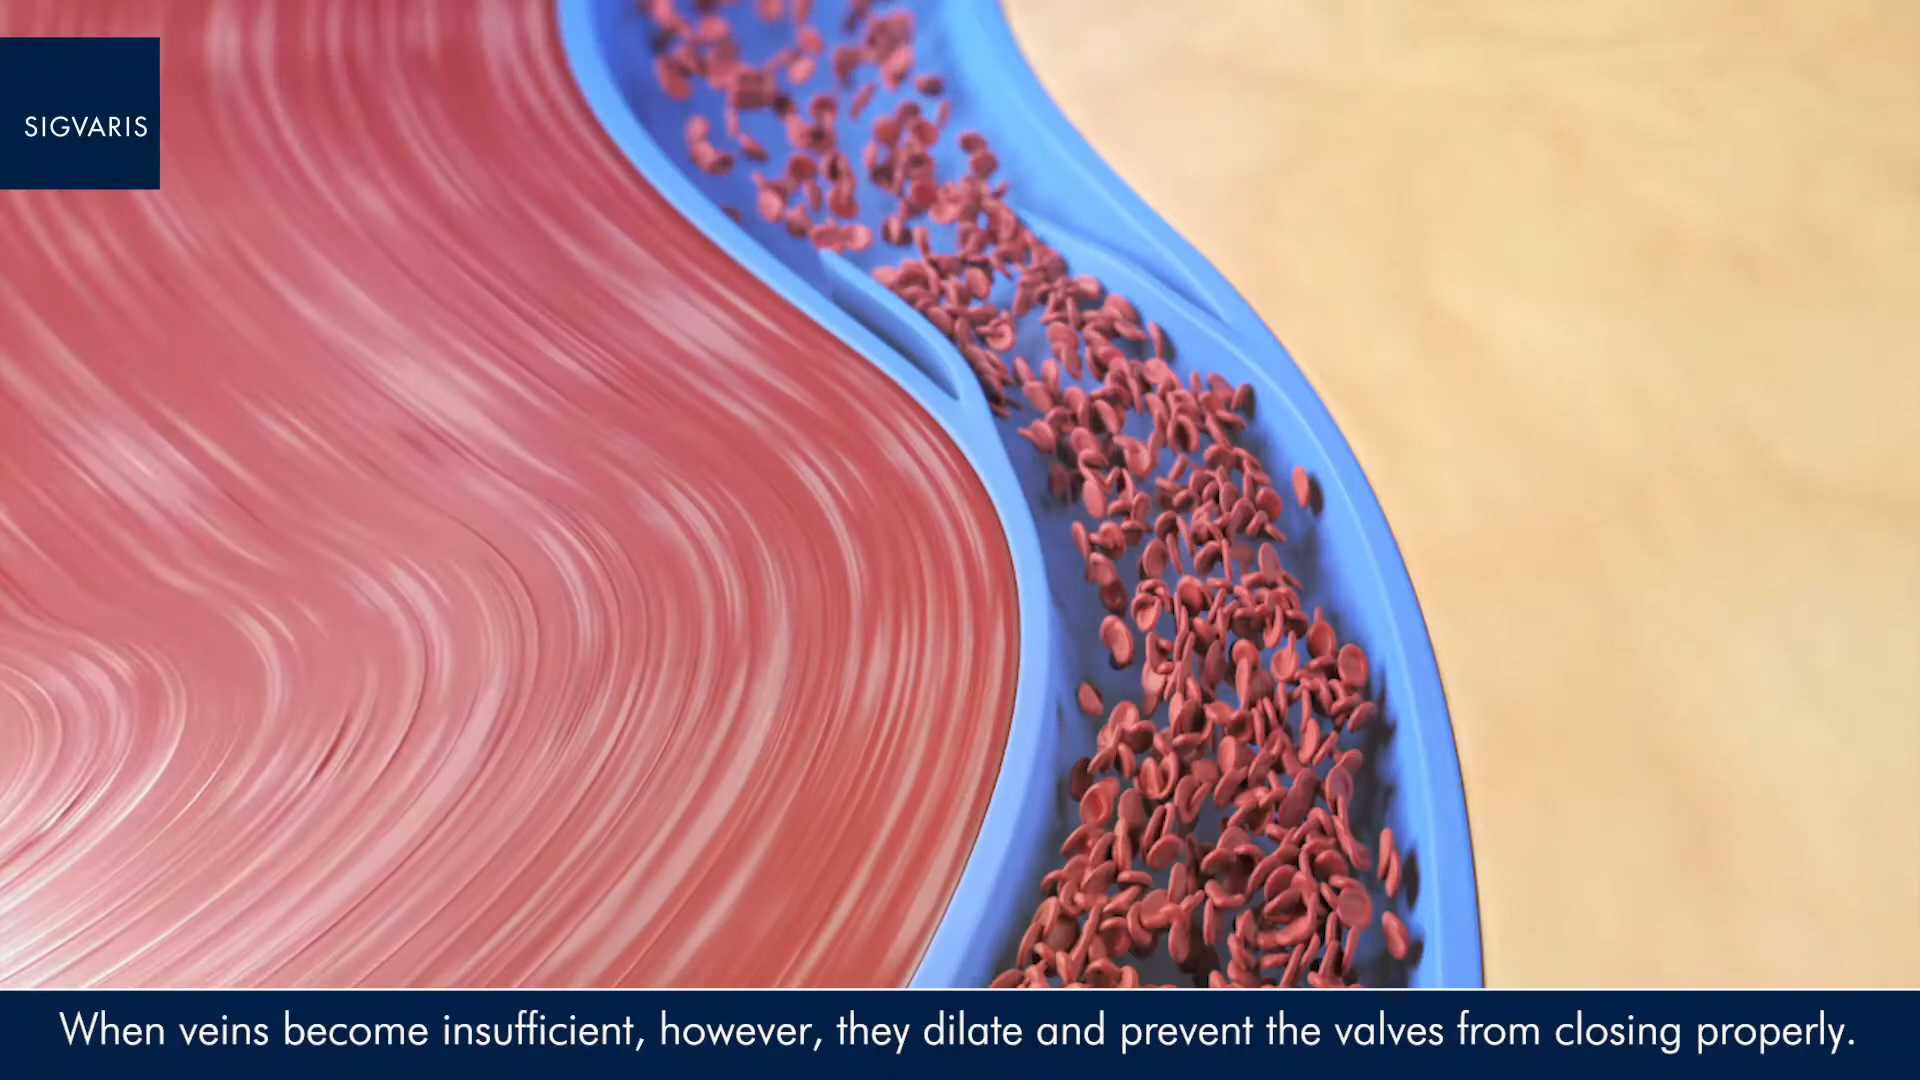 SIGVARIS
When veins become insufficient, however, they dilate and prevent the valves from closing properly.